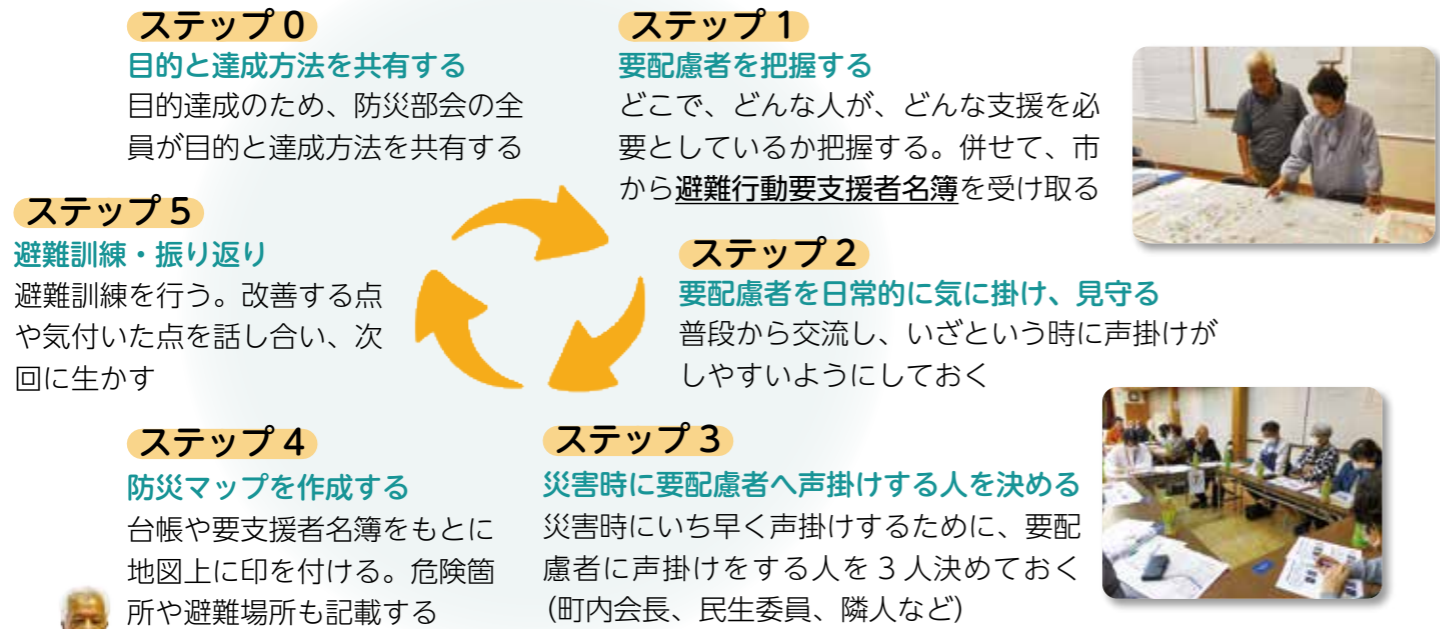 ステップ0
目的と達成方法を共有する
目的達成のため、防災部会の全
員が目的と達成方法を共有する
ステップ1
要配慮者を把握する
どこで、どんな人が、どんな支援を必
要としているか把握する。併せて、市
から避難行動要支援者名簿を受け取る
ステップ2
要配慮者を日常的に気に掛け、見守る
普段から交流し、いざという時に声掛けが
しやすいようにしておく
ステップ3
災害時に要配慮者へ声掛けする人を決める
災害時にいち早く声掛けするために、要配
慮者に声掛けをする人を3人決めておく
(町内会長、民生委員、隣人など)
ステップ4
防災マップを作成する
台帳や要支援者名簿をもとに
地図上に印を付ける。危険箇
所や避難場所も記載する
ステップ5
避難訓練・振り返り
避難訓練を行う。改善する点
や気付いた点を話し合い、次
回に生かす